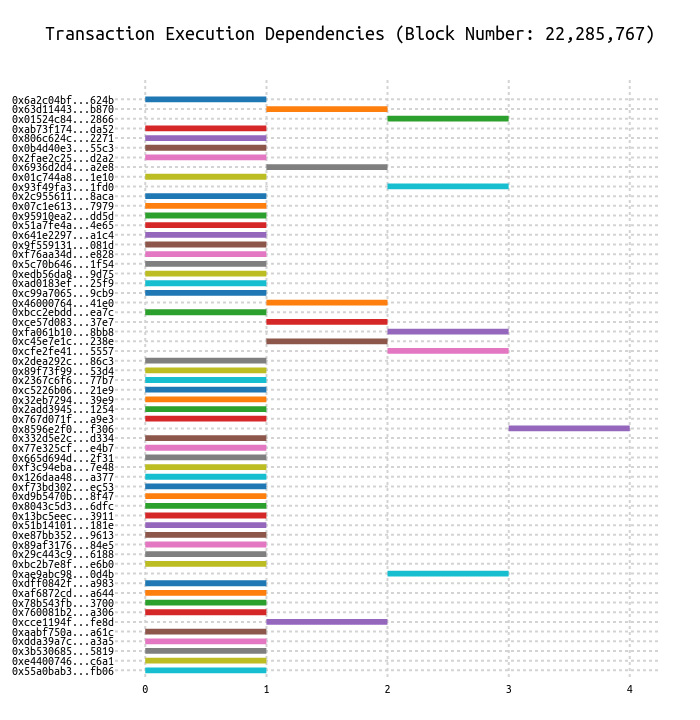 Transaction Execution Dependencies (Block Number: 22,285,767)
0x6a2c04bf...624b
0x63d11443...b870
0x01524c84...2866
0xab73f174...da52
0x806c624c...2271
0x0b4d40e3...55c3
0x2fae2c25...d2a2
0x6936d2d4...a2e8
0x01c744a8...1e10
0x93f49fa3...1fd0
0x2c955611...8aca
0x07c1e613...7979
0x95910ea2...dd5d
0x51a7fe4a...4e65
0x641e2297...a1c4
0x9f559131...081d
0xf76aa34d...e828
0x5c70b646...1f54
0xedb56da8...9d75
0xad0183ef...25f9
0xc99a7065...9cb9
0x46000764...41e0
0xbcc2ebdd...ea7c
0xce57d083...37e7
0xfa061b10...8bb8
0xc45e7e1c...238e
0xcfe2fe41...5557
0x2dea292c...86c3
0x89f73f99...53d4
0x2367c6f6...77b7
0xc5226b06...21e9
0x32eb7294...39e9
0x2add3945...1254
0x767d071f...a9e3
0x8596e2f0...f306
0x332d5e2c...d334
0x77e325cf...e4b7
0x665d694d...2f31
0xf3c94eba...7e48
0x126daa48...a377
0xf73bd302...ec53
0xd9b5470b...8f47
0x8043c5d3...6dfc
0x13bc5eec...3911
0x51b14101...181e
0xe87bb352...9613
0x89af3176...84e5
0x29c443c9...6188
0xbc2b7e8f...e6b0
0xae9abc98...0d4b
0xdff0842f...a983
0xaf6872cd...a644
0x78b543fb...3700
0x760081b2...a306
0xcce1194f...fe8d
0xaabf750a...a61c
0xdda39a7c...a3a5
0x3b530685...5819
0xe4400746...c6a1
0x55a0bab3...fb06
0 1 2 3 4